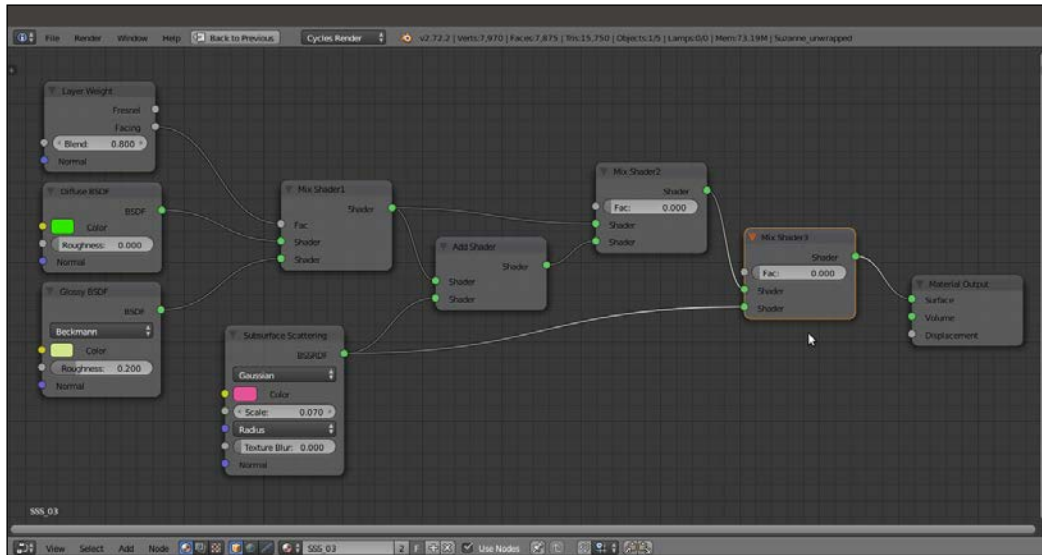 File Render Window Help Back to Previous Cycles Render v2.72.2 | Verts:7,970 | Faces:7,875 | Tris:15,750 | Objects:1/5 | Lamps:0/0 | Mem:73.19M | Suzanne_unwrapped
Layer Weight
Fresnel
Facing
Blend: 0.800
Normal
Diffuse BSDF
BSDF
Color
Roughness: 0.000
Normal
Glossy BSDF
BSDF
Beckmann
Color
Roughness: 0.200
Normal
Mix Shader1
Shader
Fac
Shader
Shader
Subsurface Scattering
BSSRDF
Gaussian
Color
Scale: 0.070
Radius
Texture Blur: 0.000
Normal
Add Shader
Shader
Shader
Shader
Mix Shader2
Shader
Fac: 0.000
Shader
Shader
Mix Shader3
Shader
Fac: 0.000
Shader
Shader
Material Output
Surface
Volume
Displacement
SSS_03
View Select Add Node SSS_03 2 F Use Nodes